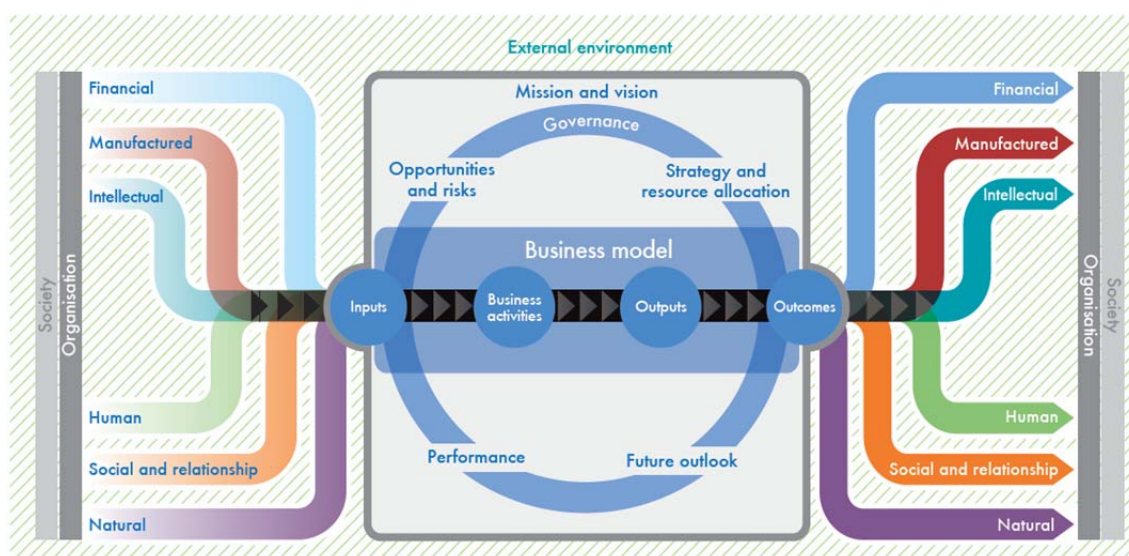 External environment
Society
Organisation
Financial
Manufactured
Intellectual
Human
Social and relationship
Natural
Mission and vision
Governance
Opportunities
and risks
Strategy and
resource allocation
Business model
Inputs
Business
activities
Outputs
Outcomes
Performance
Future outlook
Financial
Manufactured
Intellectual
Human
Social and relationship
Natural
Organisation
Society